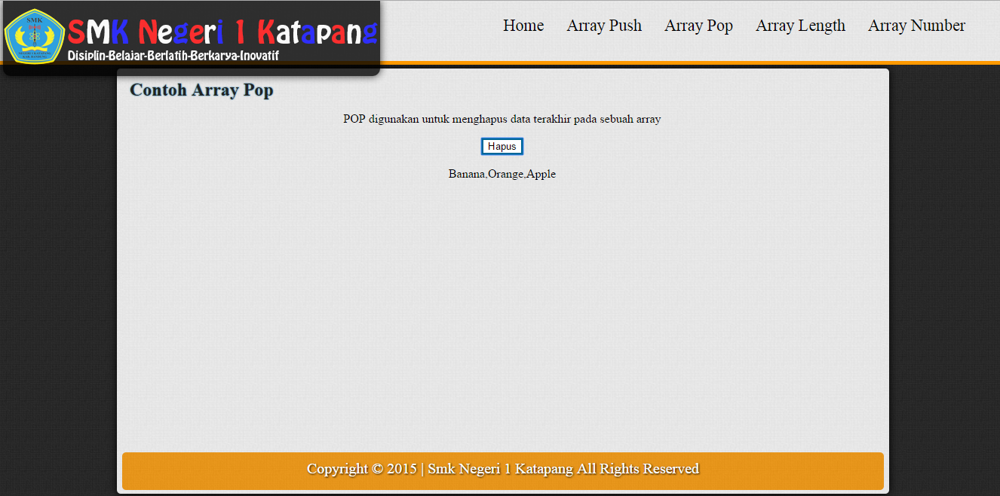 SMK
SMK Negeri 1 Katapang
Disiplin-Belajar-Berlatih-Berkarya-Inovatif
Home Array Push Array Pop Array Length Array Number
Contoh Array Pop
POP digunakan untuk menghapus data terakhir pada sebuah array
Hapus
Banana,Orange,Apple
Copyright © 2015 | Smk Negeri 1 Katapang All Rights Reserved